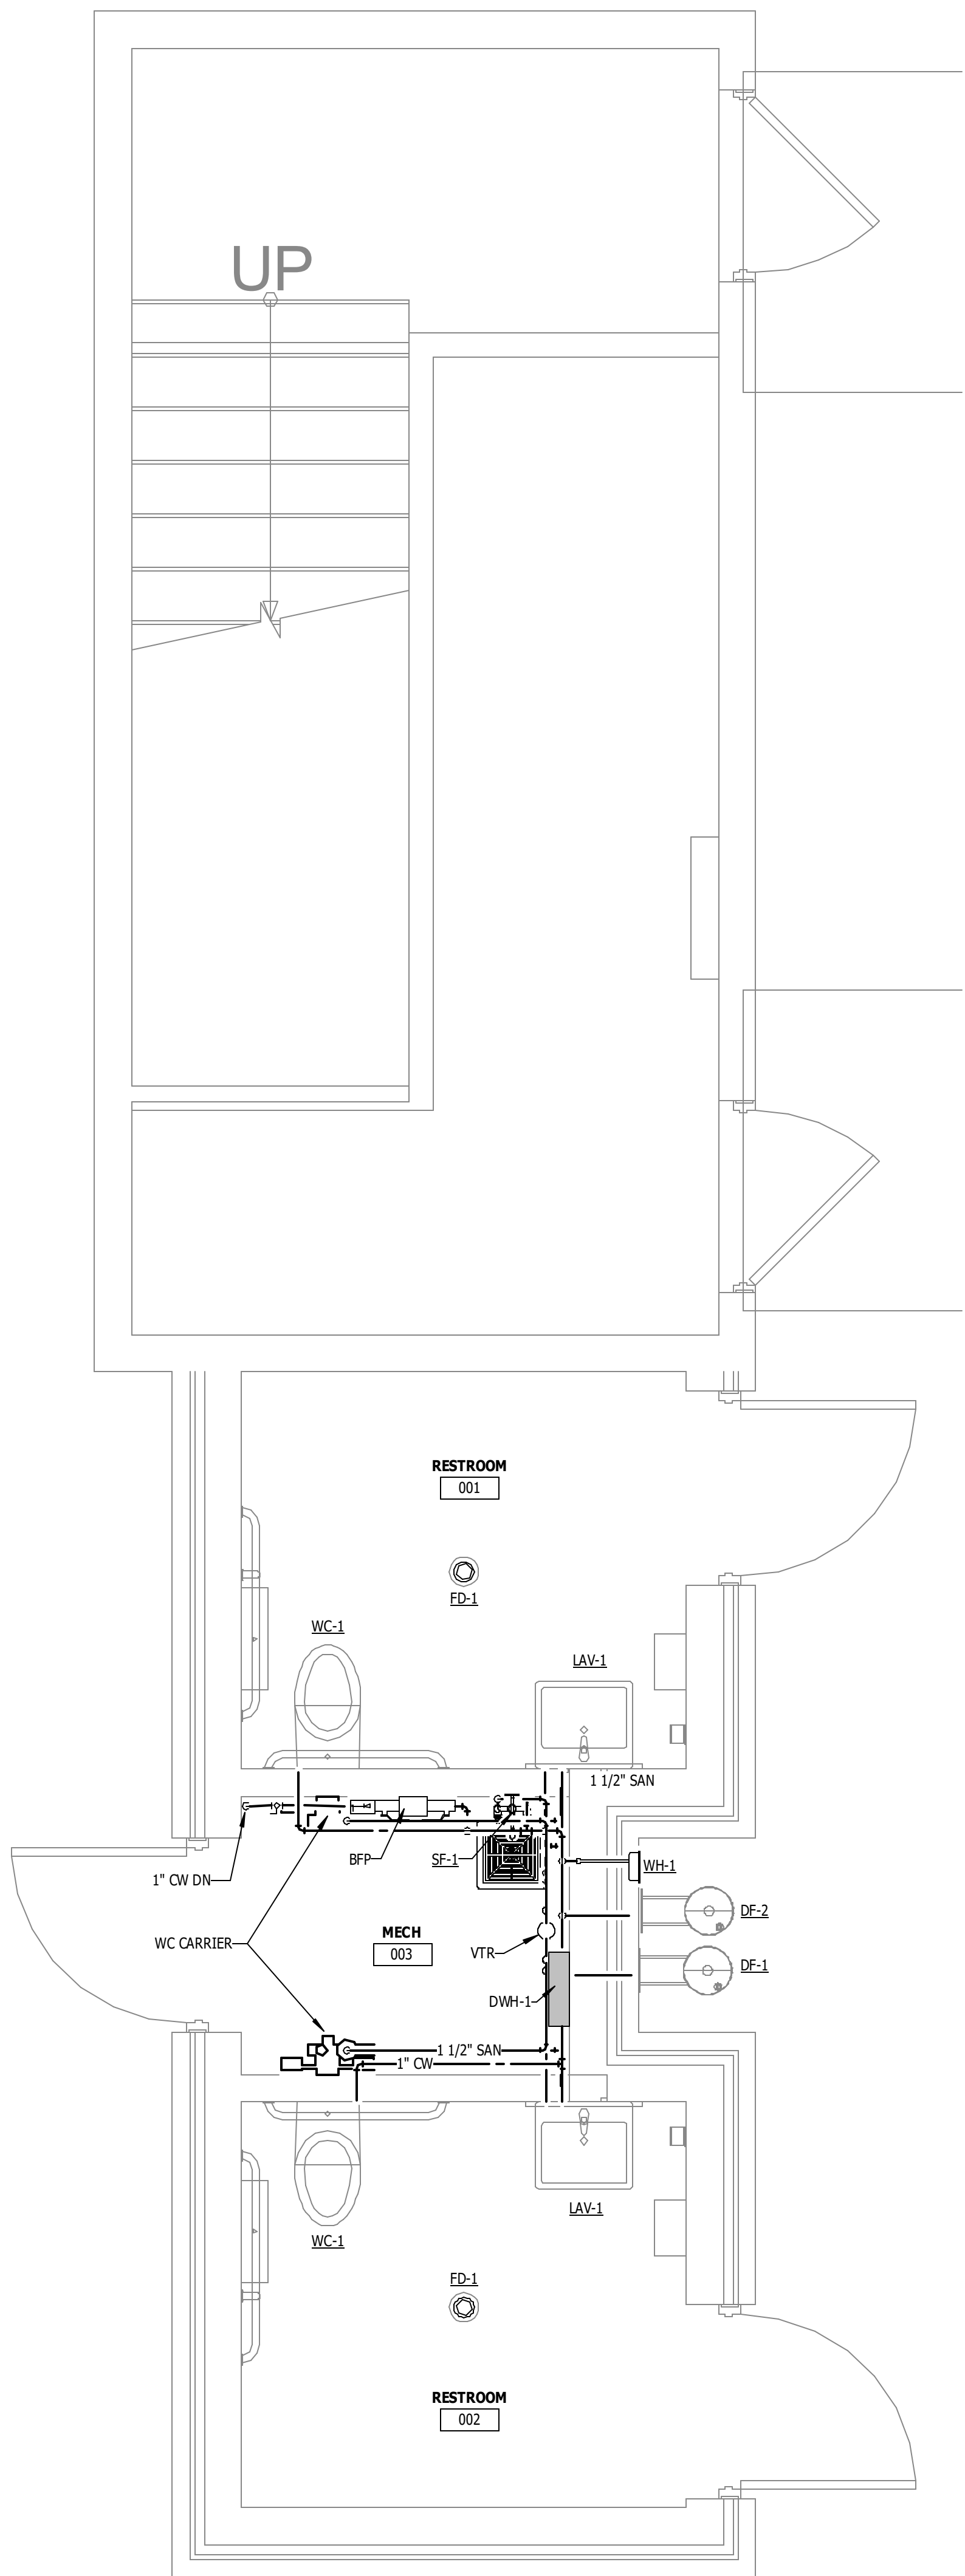 UP
RESTROOM
001
FD-1
WC-1
LAV-1
1 1/2" SAN
BFP
SF-1
WH-1
1" CW DN
DF-2
MECH
003
WC CARRIER
VTR
DF-1
DWH-1
1 1/2" SAN
1" CW
LAV-1
WC-1
FD-1
RESTROOM
002